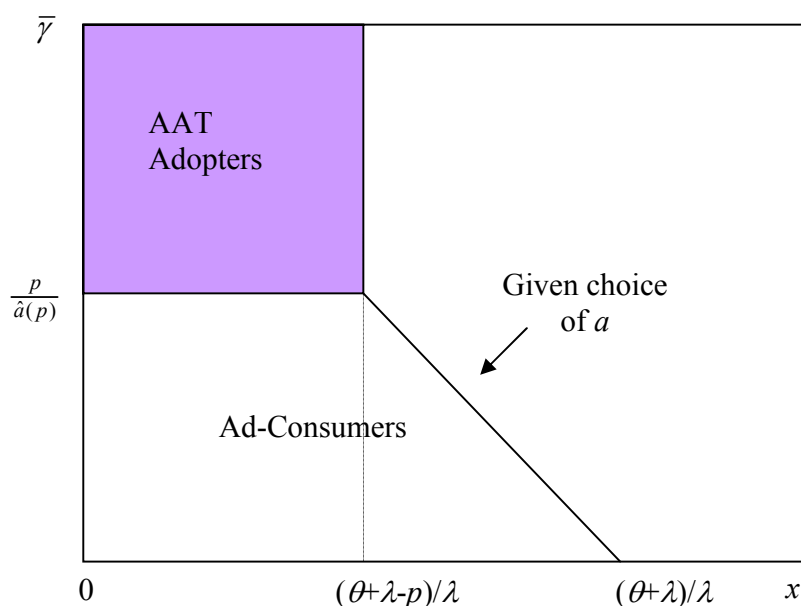 γ̄
AAT
Adopters
p
â(p)
Given choice
of a
Ad-Consumers
0
(θ+λ-p)/λ
(θ+λ)/λ
x